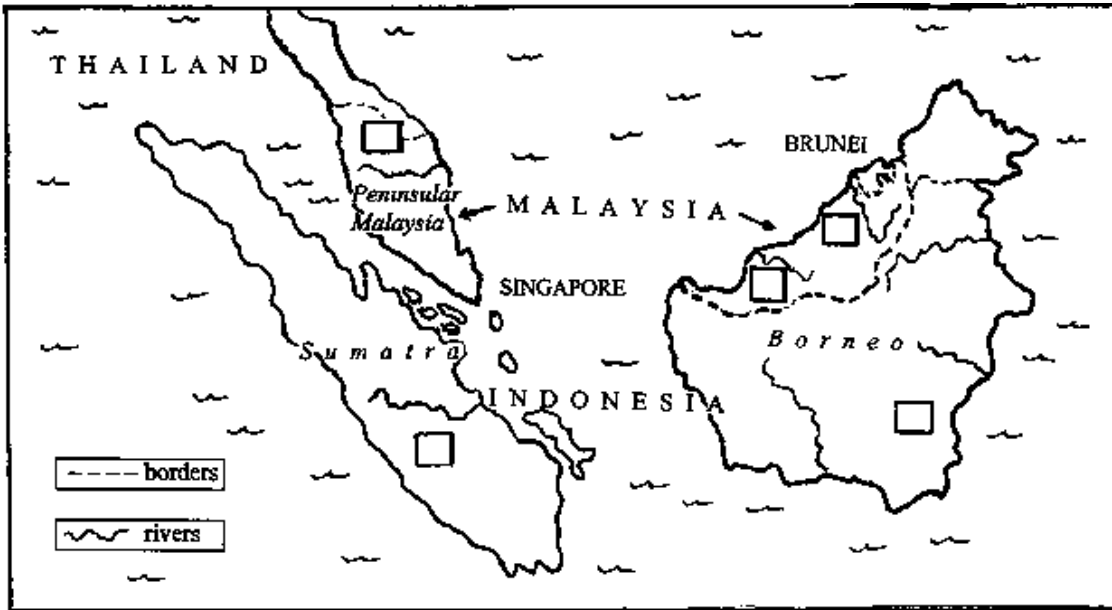 THAILAND
BRUNEI
Peninsular
Malaysia
MALAYSIA
SINGAPORE
Sumatra
Borneo
INDONESIA
borders
rivers